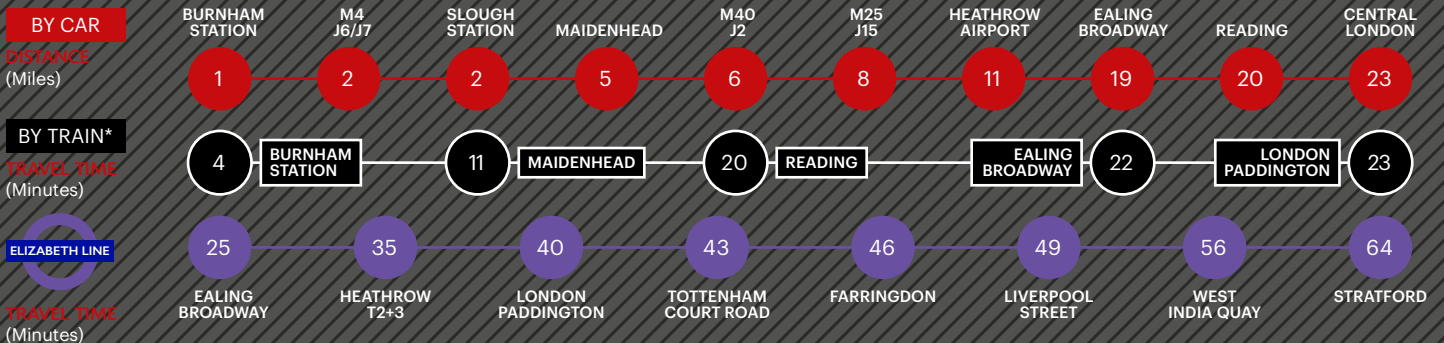 BY CAR
DISTANCE
(Miles)
BURNHAM
STATION
1
M4
J6/J7
2
SLOUGH
STATION
2
MAIDENHEAD
5
M40
J2
6
M25
J15
8
HEATHROW
AIRPORT
11
EALING
BROADWAY
19
READING
20
CENTRAL
LONDON
23
BY TRAIN*
TRAVEL TIME
(Minutes)
4
BURNHAM
STATION
11
MAIDENHEAD
20
READING
EALING
BROADWAY
22
LONDON
PADDINGTON
23
ELIZABETH LINE
TRAVEL TIME
(Minutes)
25
EALING
BROADWAY
35
HEATHROW
T2+3
40
LONDON
PADDINGTON
43
TOTTENHAM
COURT ROAD
46
FARRINGDON
49
LIVERPOOL
STREET
56
WEST
INDIA QUAY
64
STRATFORD